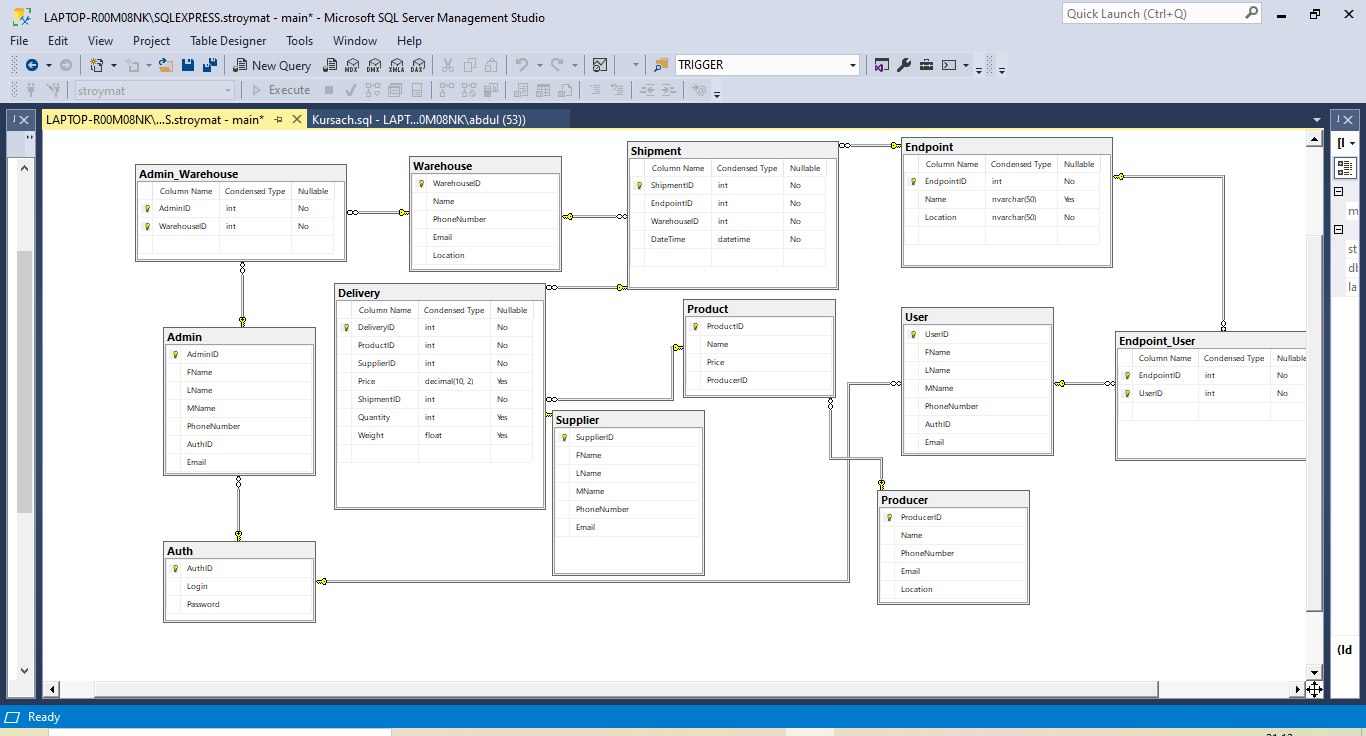 LAPTOP-R00M08NK\SQLEXPRESS.stroymat - main* - Microsoft SQL Server Management Studio
Quick Launch (Ctrl+Q)
File Edit View Project Table Designer Tools Window Help
New Query MDX DMX XMLA DAX TRIGGER
stroymat Execute
LAPTOP-R00M08NK\...S.stroymat - main* Kursach.sql - LAPT...0M08NK\abdul (53))
Admin_Warehouse
Column Name Condensed Type Nullable
AdminID int No
WarehouseID int No
Warehouse
WarehouseID
Name
PhoneNumber
Email
Location
Shipment
Column Name Condensed Type Nullable
ShipmentID int No
EndpointID int No
WarehouseID int No
DateTime datetime No
Endpoint
Column Name Condensed Type Nullable
EndpointID int No
Name nvarchar(50) Yes
Location nvarchar(50) No
Delivery
Column Name Condensed Type Nullable
DeliveryID int No
ProductID int No
SupplierID int No
Price decimal(10, 2) Yes
ShipmentID int No
Quantity int Yes
Weight float Yes
Product
ProductID
Name
Price
ProducerID
User
UserID
FName
LName
MName
PhoneNumber
AuthID
Email
Endpoint_User
Column Name Condensed Type Nullable
EndpointID int No
UserID int No
Admin
AdminID
FName
LName
MName
PhoneNumber
AuthID
Email
Supplier
SupplierID
FName
LName
MName
PhoneNumber
Email
Producer
ProducerID
Name
PhoneNumber
Email
Location
Auth
AuthID
Login
Password
(Id
Ready